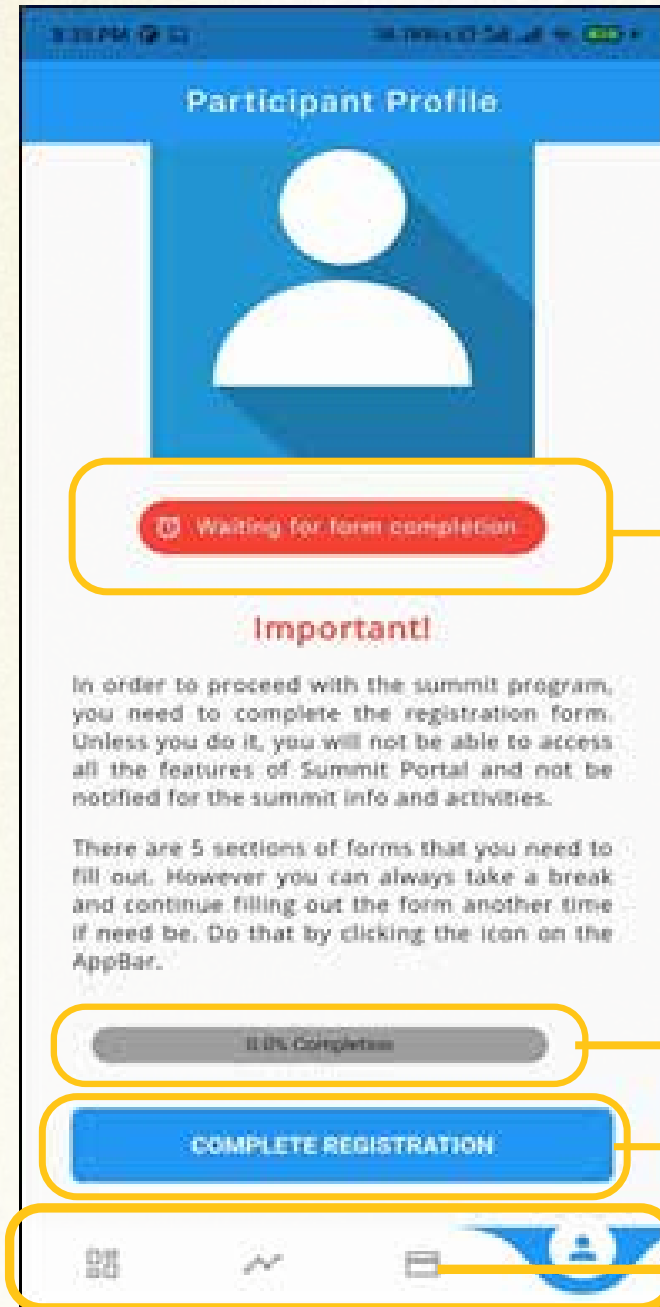 Participant Profile
Waiting for form completion
Important!
In order to proceed with the summit program,
you need to complete the registration form.
Unless you do it, you will not be able to access
all the features of Summit Portal and not be
notified for the summit info and activities.
There are 5 sections of forms that you need to
fill out. However you can always take a break
and continue filling out the form another time
if need be. Do that by clicking the icon on the
AppBar.
0.0% Completion
COMPLETE REGISTRATION